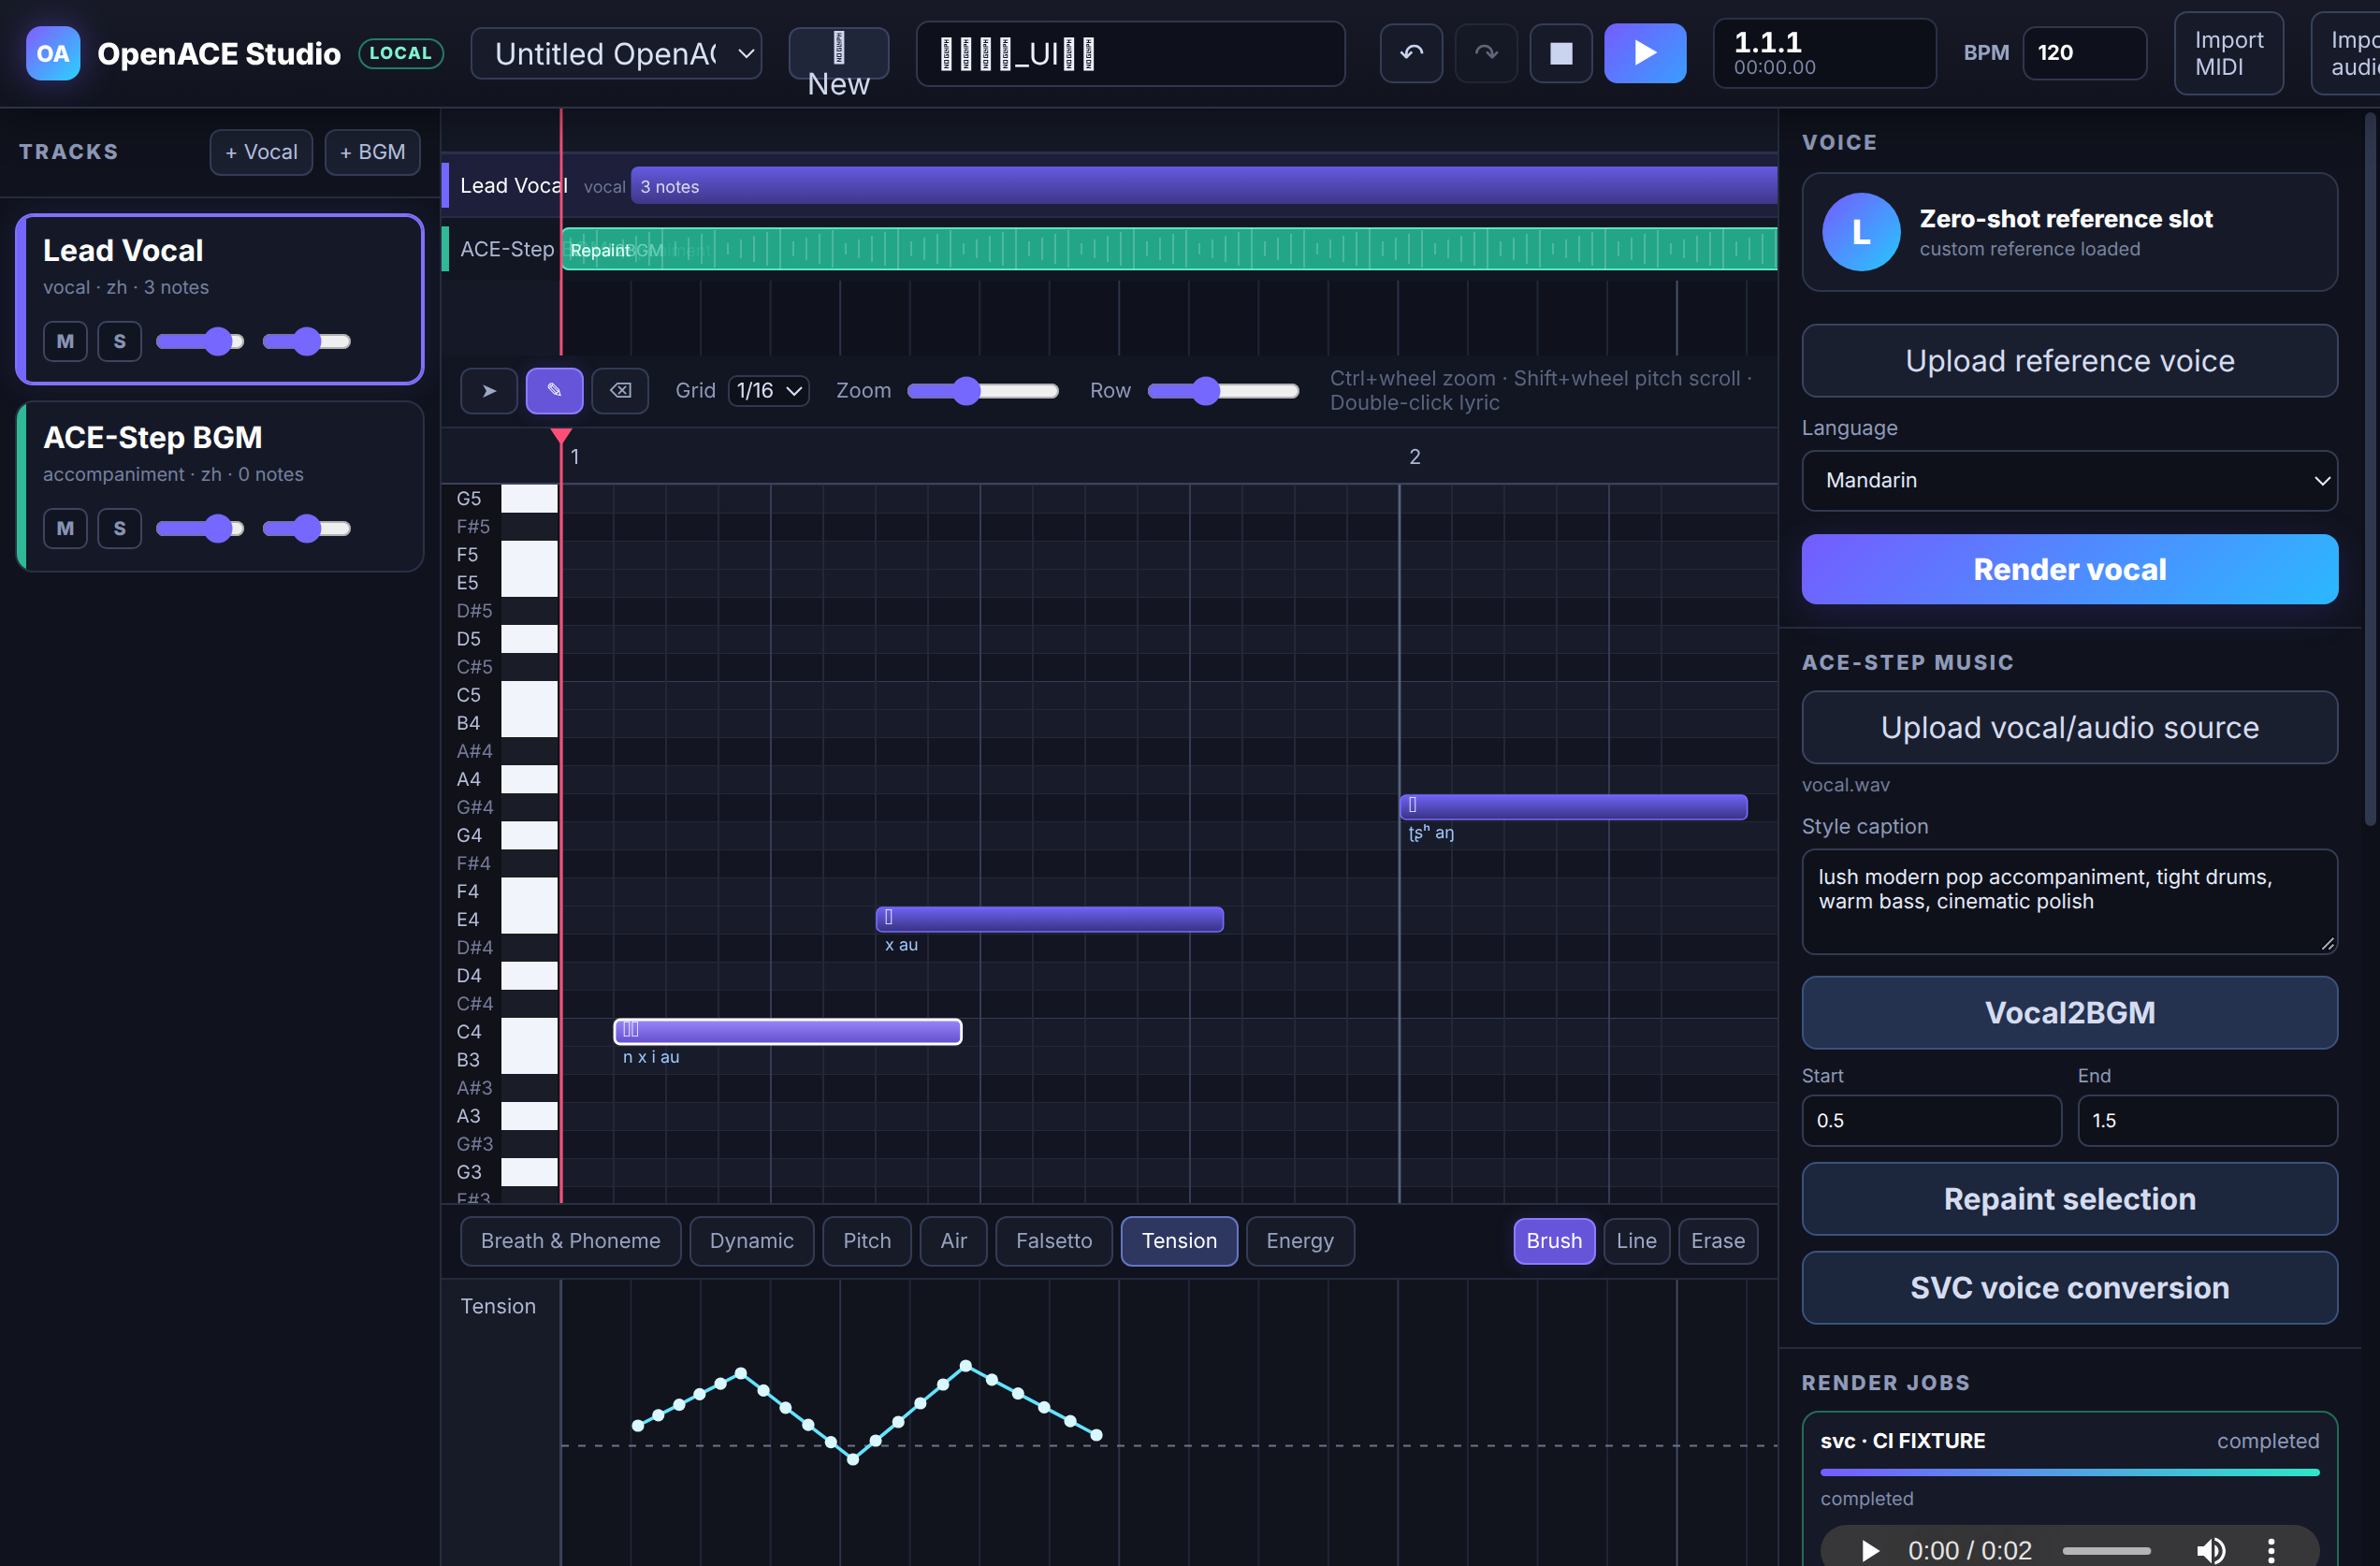 OA OpenACE Studio LOCAL
Untitled OpenAC
New
_UI
1.1.1
00:00.00
BPM 120
Import
MIDI
Impo
audi
TRACKS + Vocal + BGM
Lead Vocal
vocal · zh · 3 notes
M S
ACE-Step BGM
accompaniment · zh · 0 notes
M S
Lead Vocal vocal 3 notes
ACE-Step Repaint
Grid 1/16 Zoom Row
Ctrl+wheel zoom · Shift+wheel pitch scroll ·
Double-click lyric
1 2
G5
F#5
F5
E5
D#5
D5
C#5
C5
B4
A#4
A4
G#4
G4
tʂʰ aŋ
F#4
F4
E4
D#4 x au
D4
C#4
C4
B3 n x i au
A#3
A3
G#3
G3
F#3
Breath & Phoneme Dynamic Pitch Air Falsetto Tension Energy Brush Line Erase
Tension
VOICE
L
Zero-shot reference slot
custom reference loaded
Upload reference voice
Language
Mandarin
Render vocal
ACE-STEP MUSIC
Upload vocal/audio source
vocal.wav
Style caption
lush modern pop accompaniment, tight drums,
warm bass, cinematic polish
Vocal2BGM
Start End
0.5 1.5
Repaint selection
SVC voice conversion
RENDER JOBS
svc · CI FIXTURE completed
completed
0:00 / 0:02